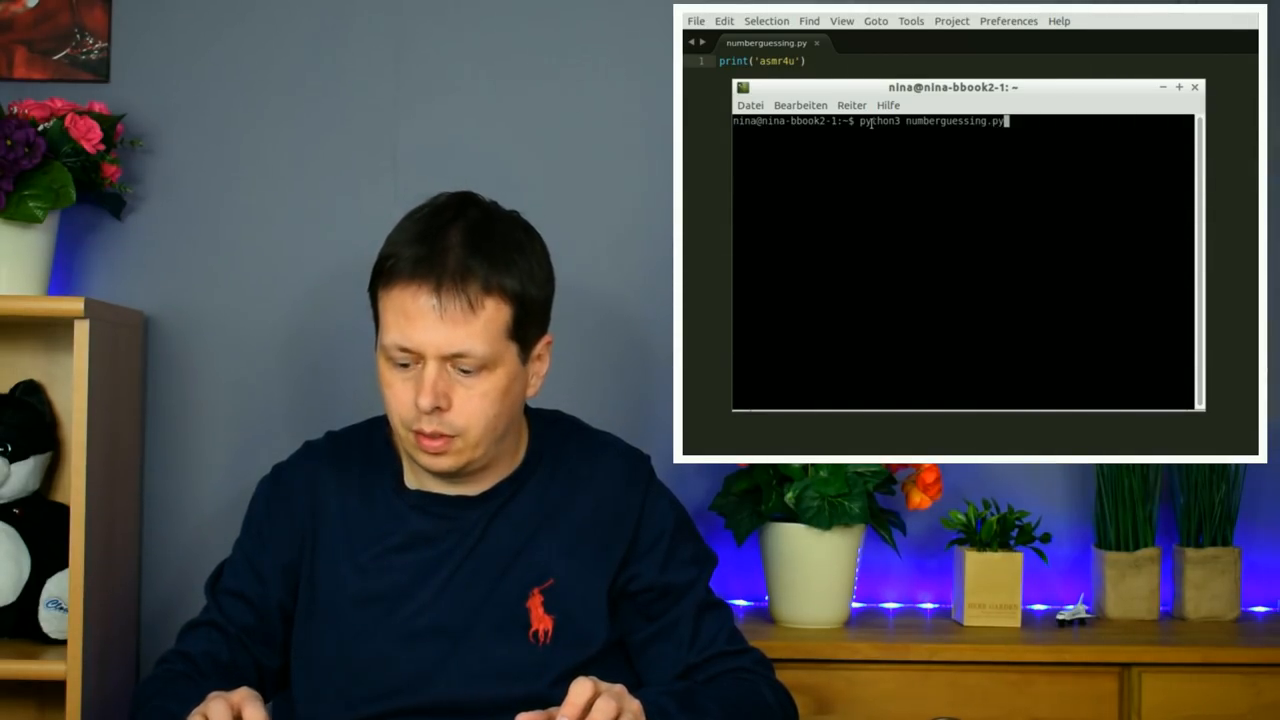 File Edit Selection Find View Goto Tools Project Preferences Help
numberguessing.py ×
1 print('asmr4u')
nina@nina-bbook2-1: ~
Datei Bearbeiten Reiter Hilfe
nina@nina-bbook2-1:~$ python3 numberguessing.py
HERB GARDEN